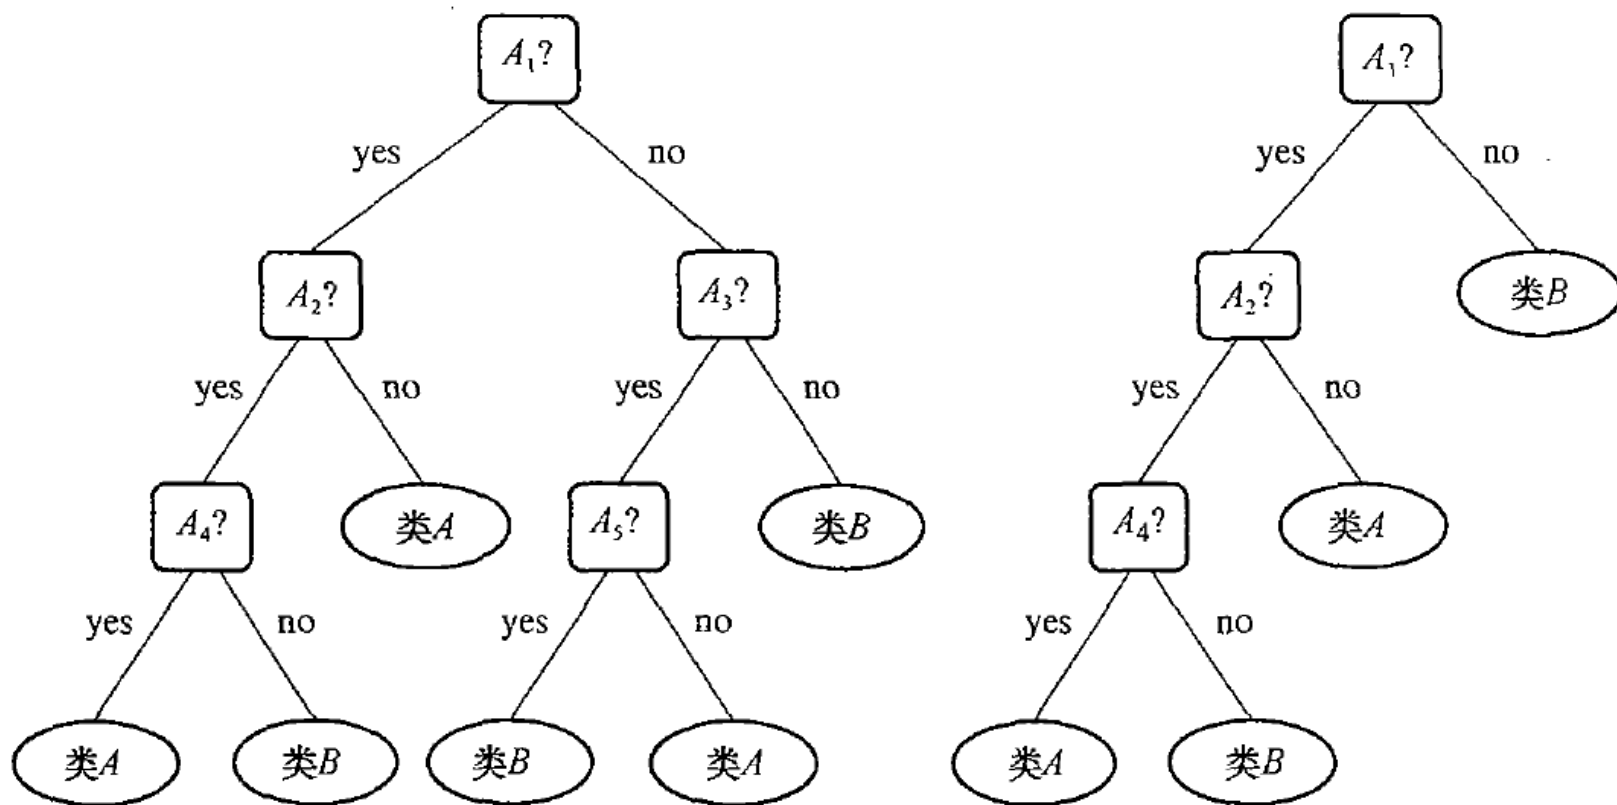 A₁?
A₁?
yes
no
yes
no
A₂?
A₃?
A₂?
类B
yes
no
yes
no
yes
no
A₄?
类A
A₅?
类B
A₄?
类A
yes
no
yes
no
yes
no
类A
类B
类B
类A
类A
类B